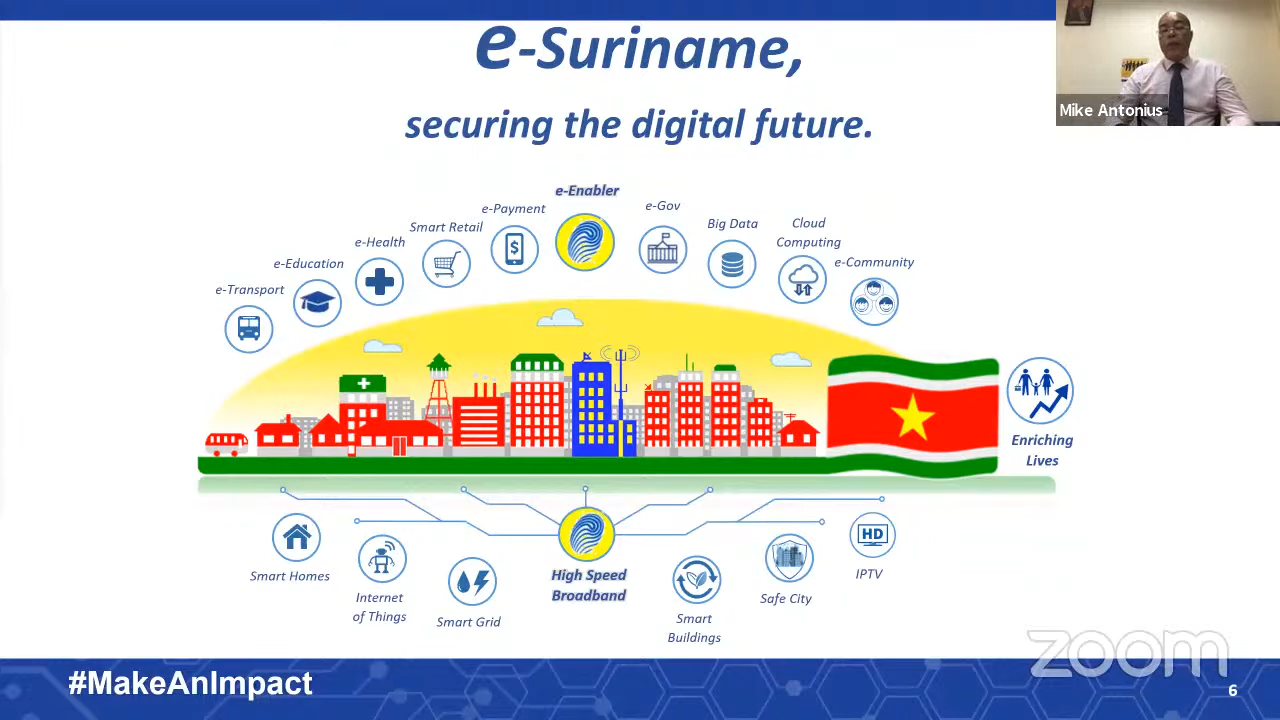 e-Suriname,
securing the digital future.
Mike Antonius
e-Enabler
e-Payment
e-Gov
Smart Retail
Big Data
Cloud
Computing
e-Health
e-Education
e-Community
e-Transport
$
Enriching
Lives
HD
Smart Homes
Internet
of Things
Smart Grid
High Speed
Broadband
Smart
Buildings
Safe City
IPTV
zoom
#MakeAnImpact
6